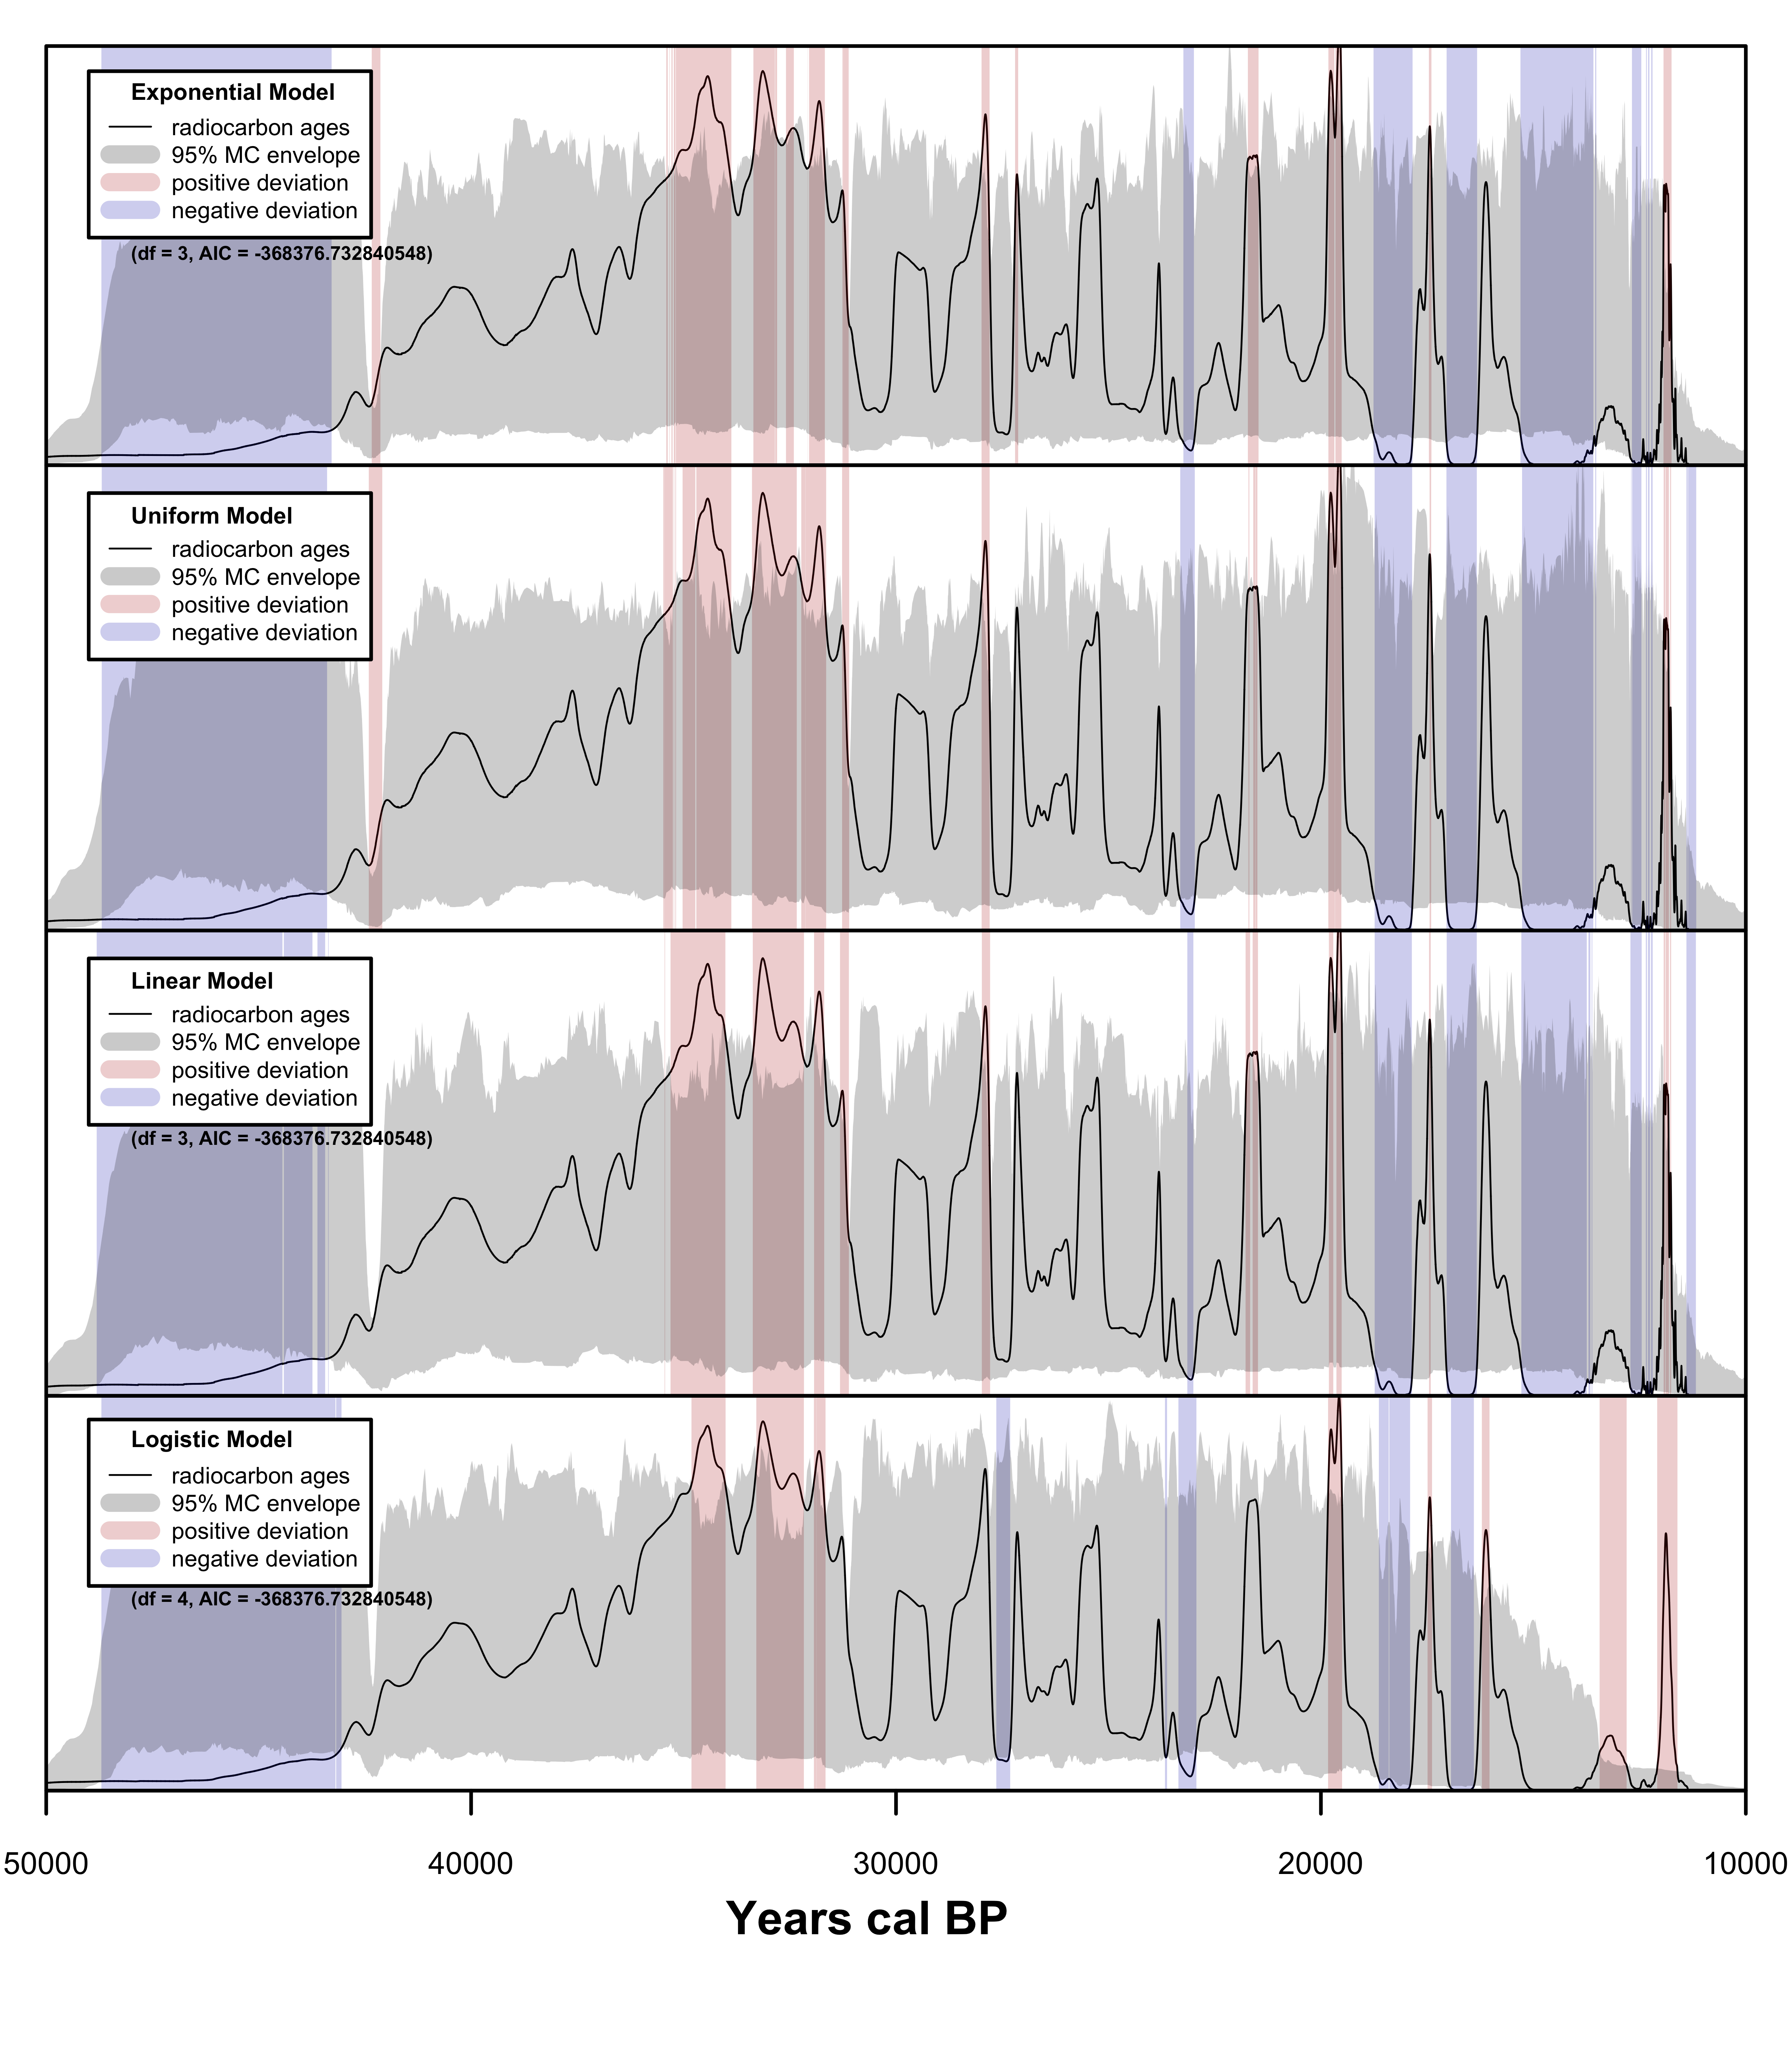 Exponential Model
radiocarbon ages
95% MC envelope
positive deviation
negative deviation
(df = 3, AIC = -368376.732840548)
Uniform Model
radiocarbon ages
95% MC envelope
positive deviation
negative deviation
Linear Model
radiocarbon ages
95% MC envelope
positive deviation
negative deviation
(df = 3, AIC = -368376.732840548)
Logistic Model
radiocarbon ages
95% MC envelope
positive deviation
negative deviation
(df = 4, AIC = -368376.732840548)
50000 40000 30000 20000 10000
Years cal BP